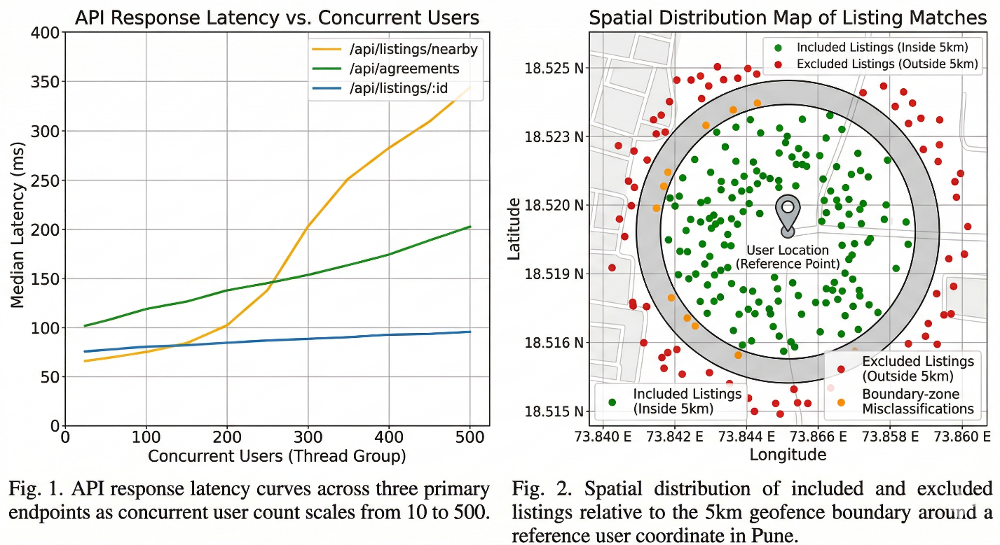 API Response Latency vs. Concurrent Users
400
350
300
250
200
150
100
50
0
Median Latency (ms)
/api/listings/nearby
/api/agreements
/api/listings/:id
0 100 200 300 400 500
Concurrent Users (Thread Group)
Fig. 1. API response latency curves across three primary
endpoints as concurrent user count scales from 10 to 500.
Spatial Distribution Map of Listing Matches
Included Listings (Inside 5km)
Excluded Listings (Outside 5km)
18.525 N
18.523 N
18.520 N
18.519 N
18.516 N
18.515 N
Latitude
User Location
(Reference Point)
Included Listings
(Inside 5km)
Excluded Listings
(Outside 5km)
Boundary-zone
Misclassifications
73.840 E 73.842 E 73.844 E 73.866 E 73.858 E 73.860 E
Longitude
Fig. 2. Spatial distribution of included and excluded
listings relative to the 5km geofence boundary around a
reference user coordinate in Pune.